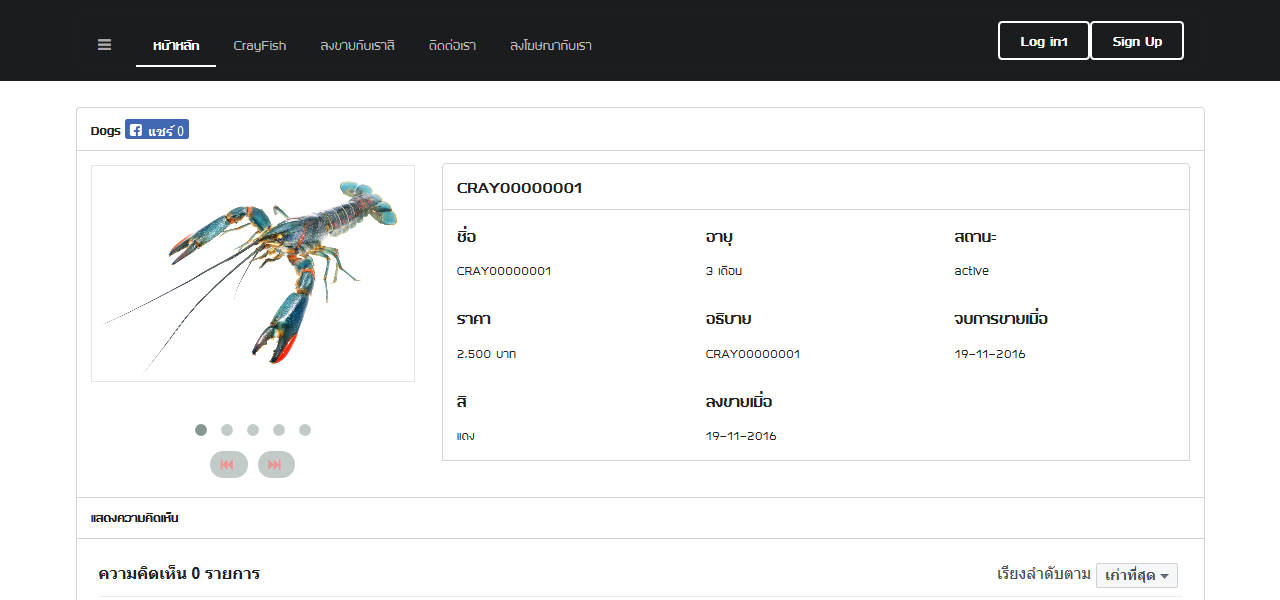 หน้าหลัก CrayFish ลงขายกับเราสิ ติดต่อเรา ลงโฆษณากับเรา Log in1 Sign Up
Dogs แชร์ 0
CRAY00000001
ชื่อ อายุ สถานะ
CRAY00000001 3 เดือน active
ราคา อธิบาย จบการขายเมื่อ
2.500 บาท CRAY00000001 19-11-2016
สี ลงขายเมื่อ
แดง 19-11-2016
แสดงความคิดเห็น
ความคิดเห็น 0 รายการ เรียงลำดับตาม เก่าที่สุด